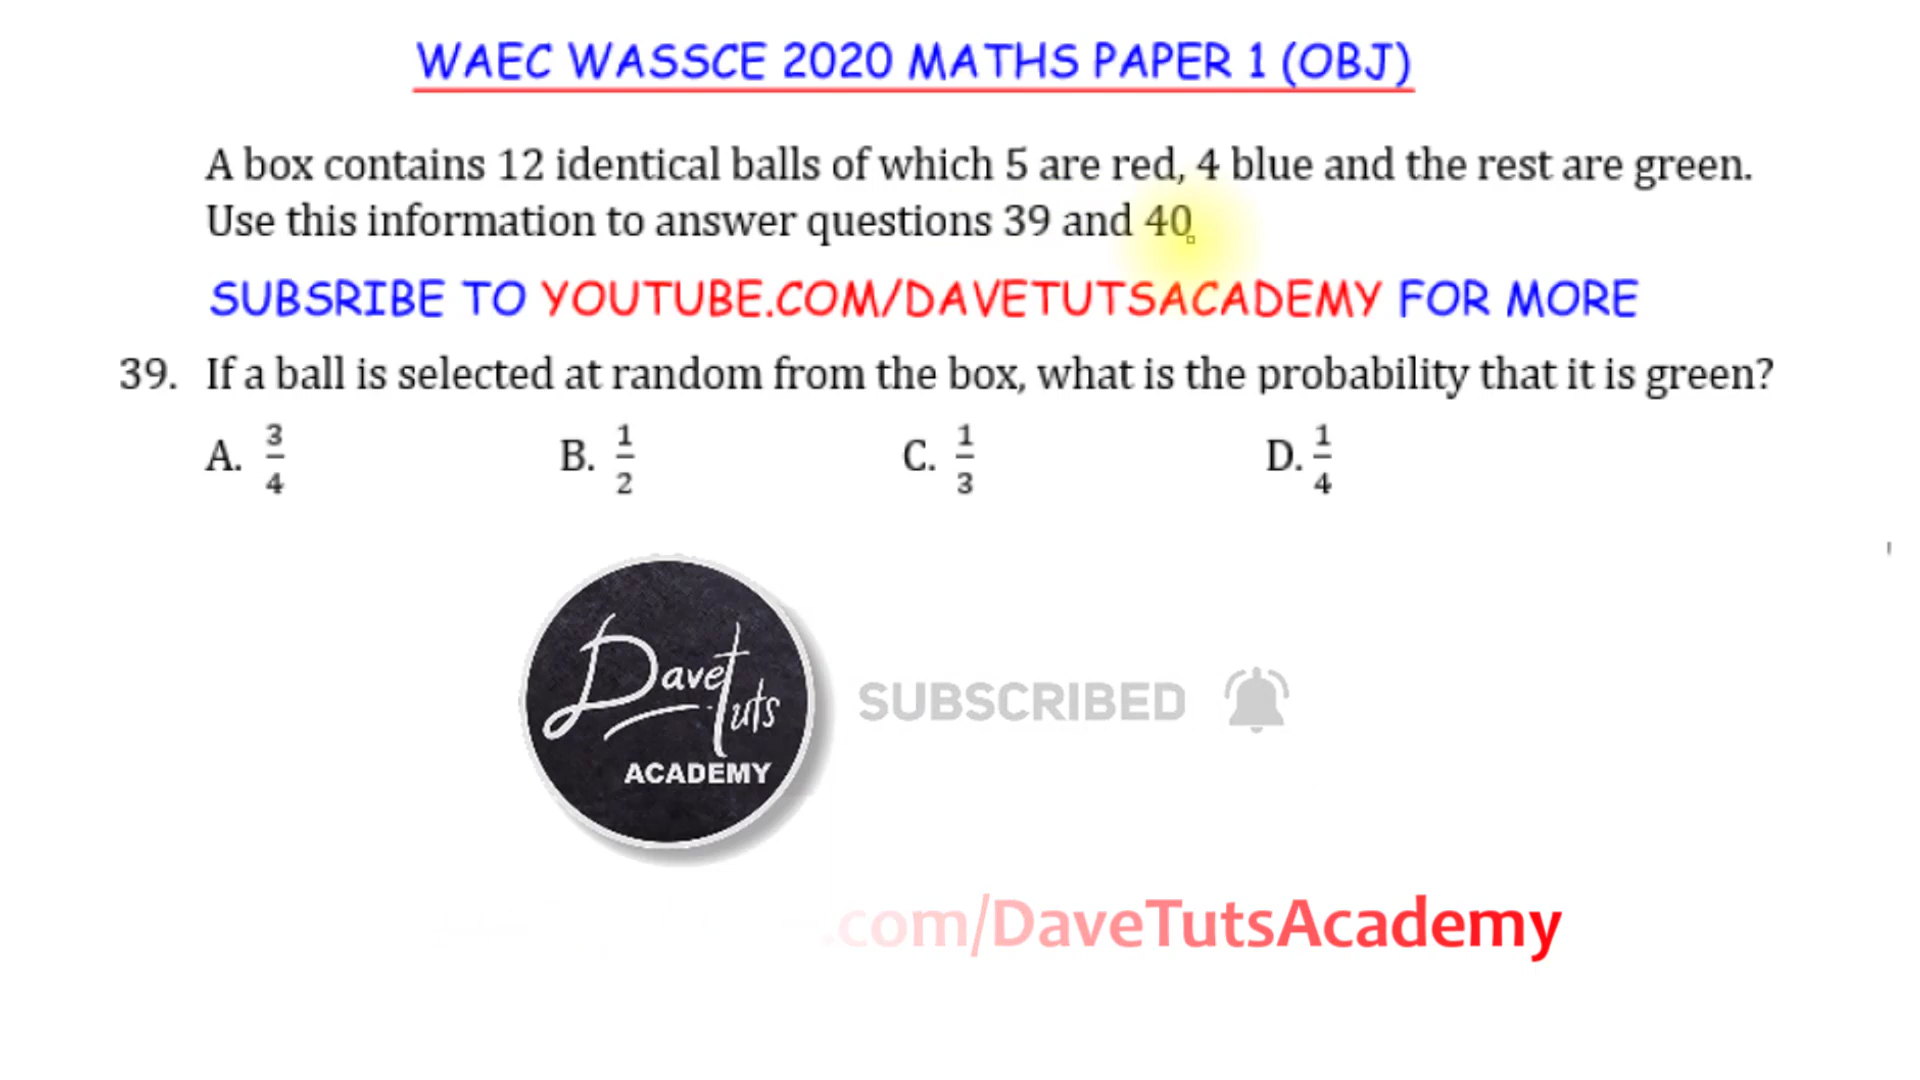 WAEC WASSCE 2020 MATHS PAPER 1 (OBJ)
A box contains 12 identical balls of which 5 are red, 4 blue and the rest are green.
Use this information to answer questions 39 and 40
SUBSRIBE TO YOUTUBE.COM/DAVETUTSACADEMY FOR MORE
39. If a ball is selected at random from the box, what is the probability that it is green?
A. 3/4 B. 1/2 C. 1/3 D. 1/4
Dave Tuts
ACADEMY
SUBSCRIBED
.com/DaveTutsAcademy